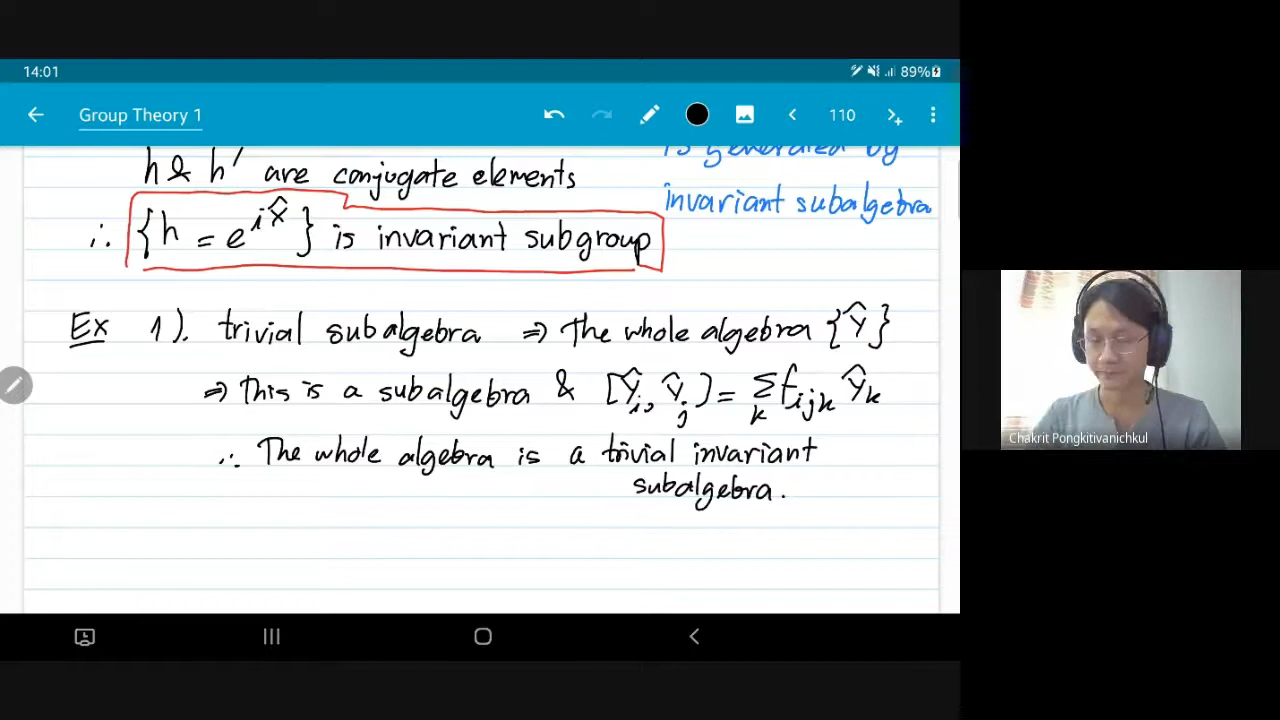 14:01
89%
Group Theory 1
110
is generated by
h & h' are conjugate elements
invariant subalgebra
∴ {h = e^{iX̂}} is invariant subgroup
Ex 1). trivial subalgebra ⇒ The whole algebra {Ŷ}
⇒ this is a subalgebra & [Ŷ_i, Ŷ_j] = Σ_k f_{ijk} Ŷ_k
∴ The whole algebra is a trivial invariant
subalgebra.
Chakrit Pongkitivanichkul